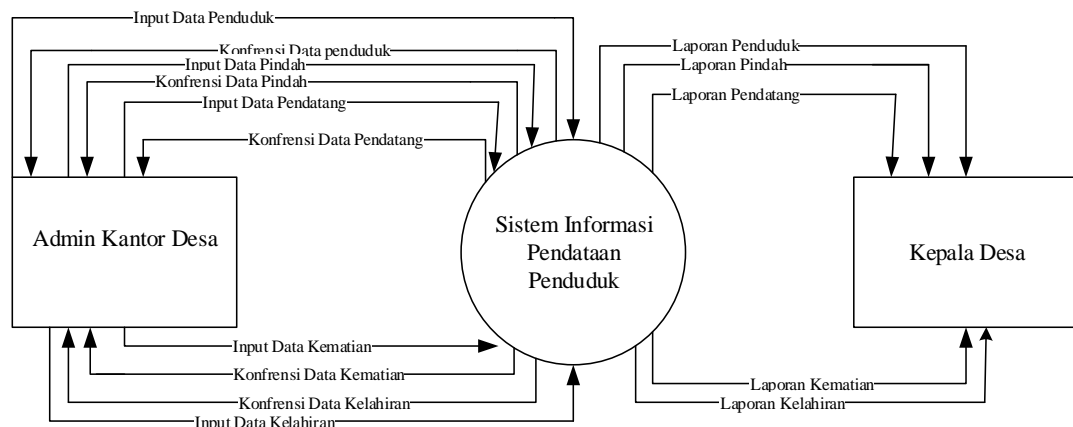 Input Data Penduduk
Konfrensi Data penduduk
Input Data Pindah
Konfrensi Data Pindah
Input Data Pendatang
Konfrensi Data Pendatang
Laporan Penduduk
Laporan Pindah
Laporan Pendatang
Admin Kantor Desa
Sistem Informasi
Pendataan
Penduduk
Kepala Desa
Input Data Kematian
Konfrensi Data Kematian
Konfrensi Data Kelahiran
Input Data Kelahiran
Laporan Kematian
Laporan Kelahiran